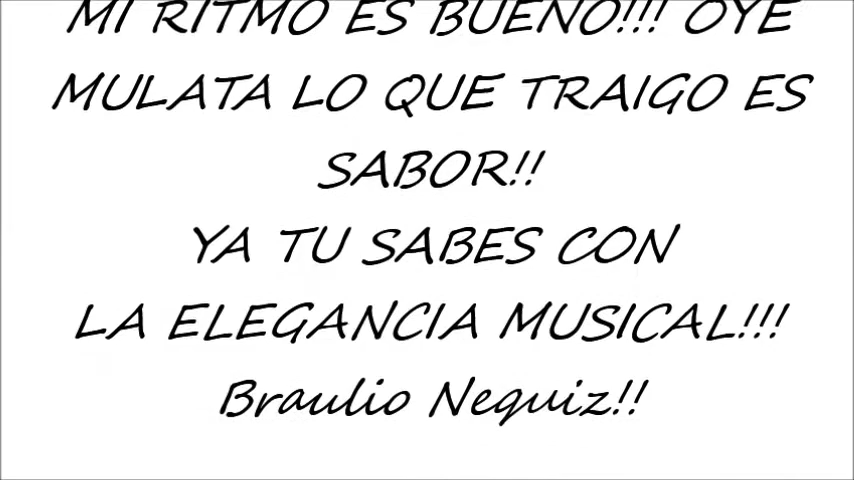 MI RITMO ES BUENO!!! OYE
MULATA LO QUE TRAIGO ES
SABOR!!
YA TU SABES CON
LA ELEGANCIA MUSICAL!!!
Braulio Nequiz!!